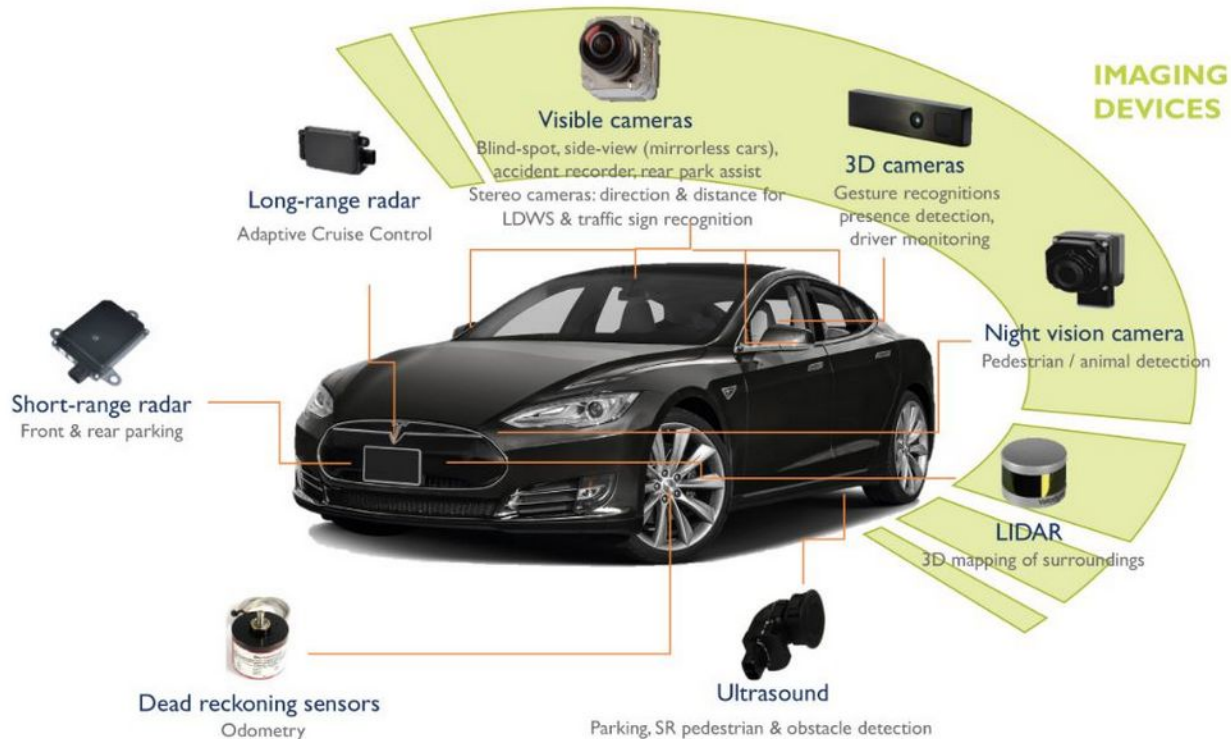 IMAGING
DEVICES
Visible cameras
Blind-spot, side-view (mirrorless cars),
accident recorder, rear park assist
Stereo cameras: direction & distance for
LDWS & traffic sign recognition
3D cameras
Gesture recognitions
presence detection,
driver monitoring
Long-range radar
Adaptive Cruise Control
Night vision camera
Pedestrian / animal detection
Short-range radar
Front & rear parking
LIDAR
3D mapping of surroundings
Dead reckoning sensors
Odometry
Ultrasound
Parking, SR pedestrian & obstacle detection